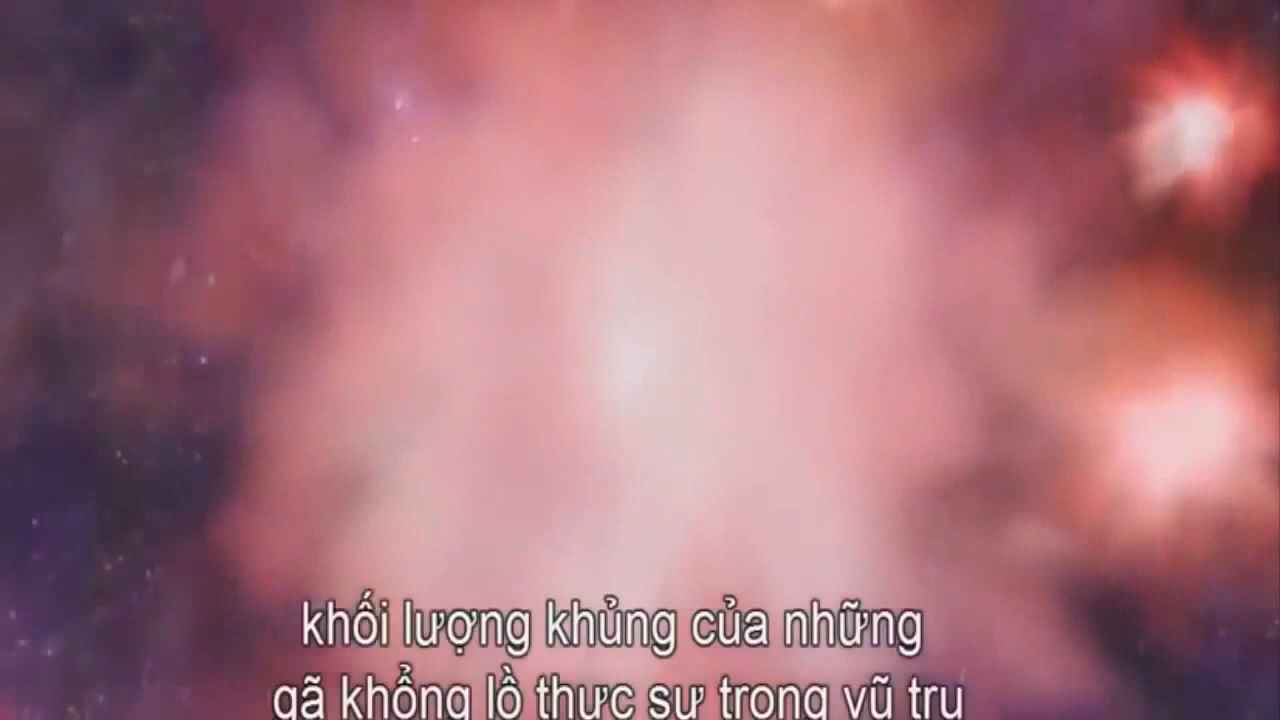 khối lượng khủng của những
gã khổng lồ thực sự trong vũ trụ